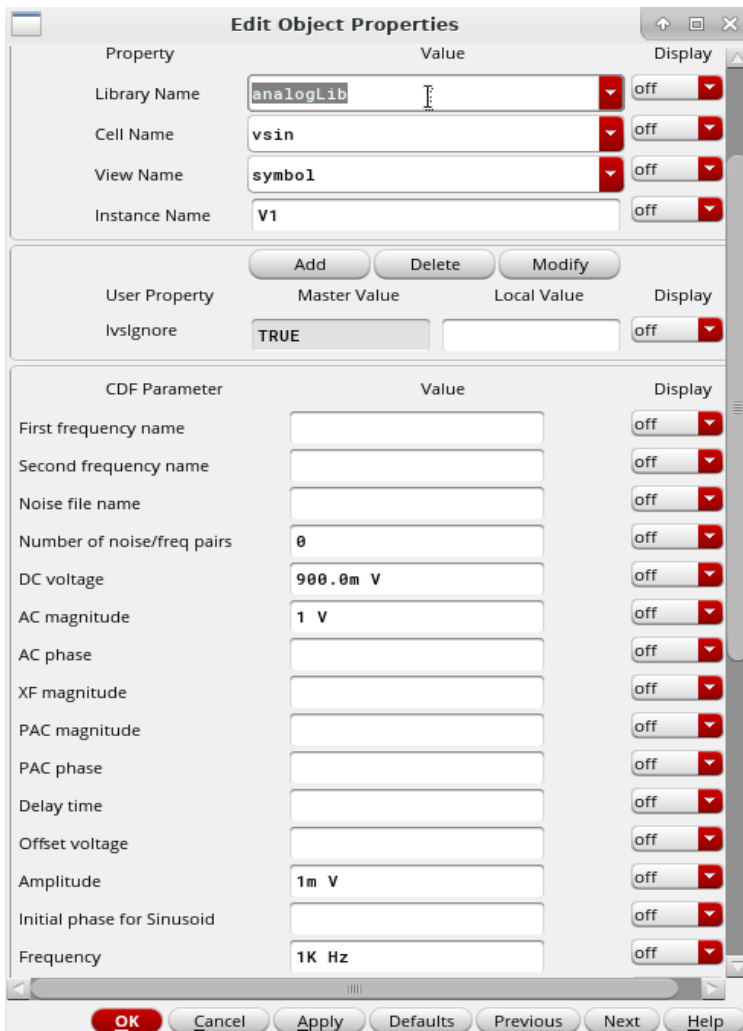 Edit Object Properties
Property Value Display
Library Name analogLib off
Cell Name vsin off
View Name symbol off
Instance Name V1 off
Add Delete Modify
User Property Master Value Local Value Display
lvsIgnore TRUE off
CDF Parameter Value Display
First frequency name off
Second frequency name off
Noise file name off
Number of noise/freq pairs 0 off
DC voltage 900.0m V off
AC magnitude 1 V off
AC phase off
XF magnitude off
PAC magnitude off
PAC phase off
Delay time off
Offset voltage off
Amplitude 1m V off
Initial phase for Sinusoid off
Frequency 1K Hz off
OK Cancel Apply Defaults Previous Next Help